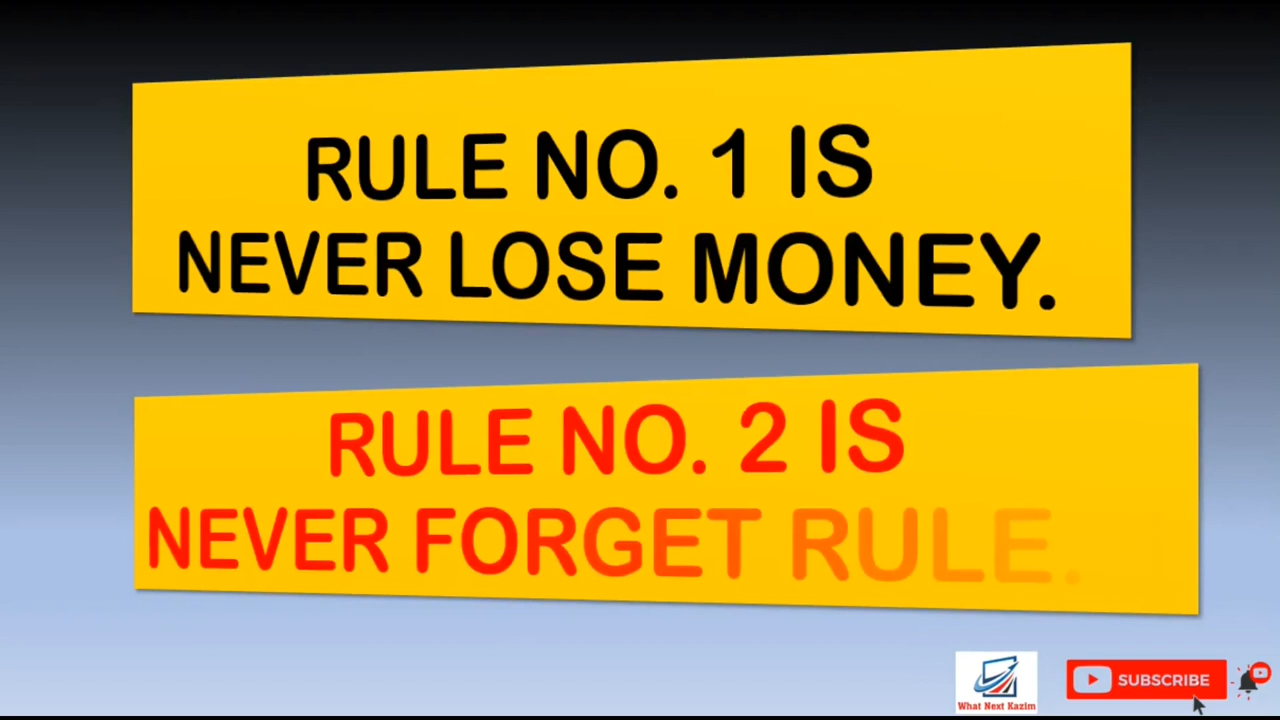 RULE NO. 1 IS
NEVER LOSE MONEY.
RULE NO. 2 IS
NEVER FORGET RULE.
What Next Kazim
SUBSCRIBE